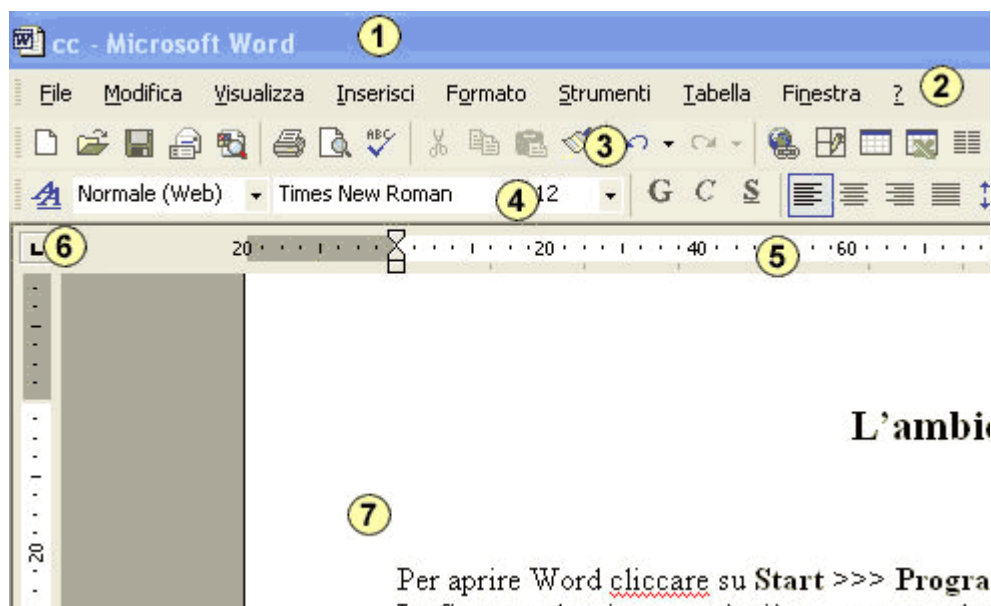 cc - Microsoft Word 1
File Modifica Visualizza Inserisci Formato Strumenti Tabella Finestra ? 2
ABC 3
Normale (Web) Times New Roman 4 12 G C S
6 20 20 40 5 60
L'ambi
7
20
Per aprire Word cliccare su Start >>> Progra